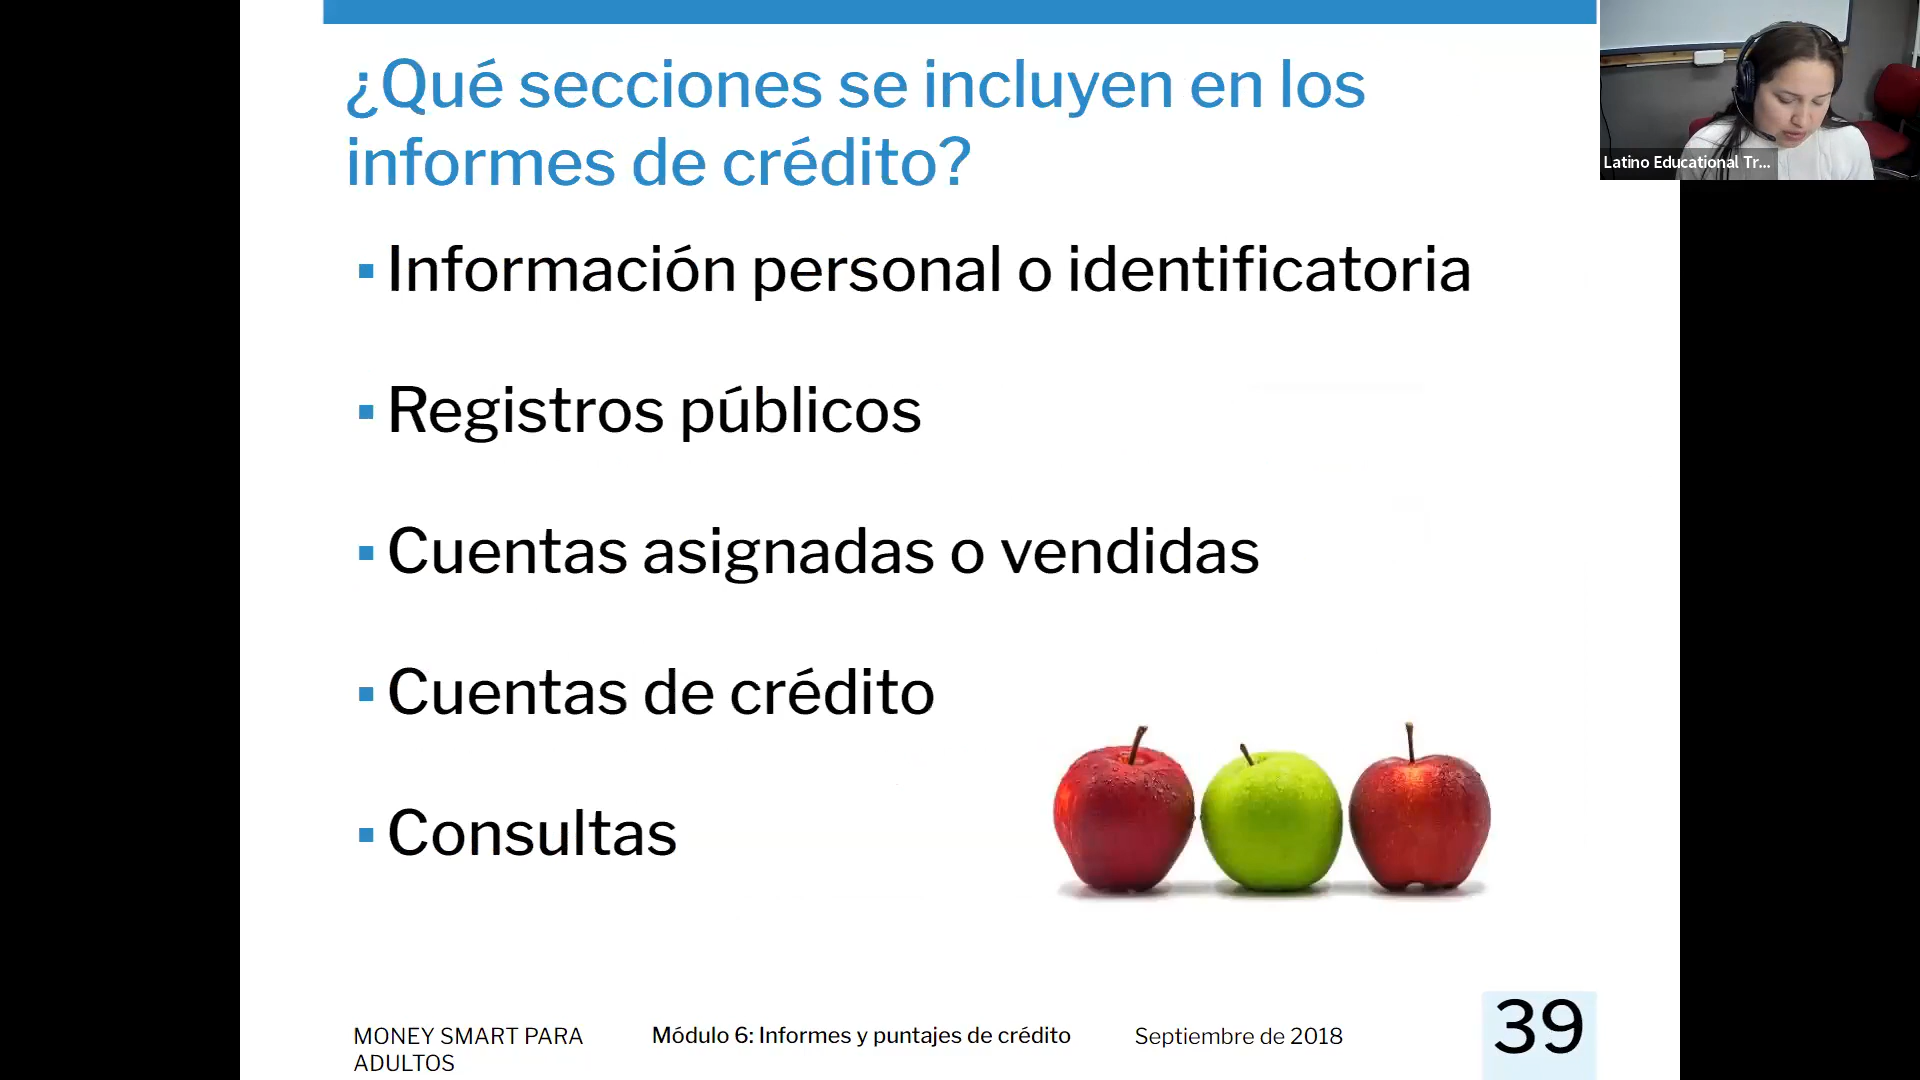 ¿Qué secciones se incluyen en los
informes de crédito?
▪ Información personal o identificatoria
▪ Registros públicos
▪ Cuentas asignadas o vendidas
▪ Cuentas de crédito
▪ Consultas
MONEY SMART PARA
ADULTOS
Módulo 6: Informes y puntajes de crédito
Septiembre de 2018
39
Latino Educational Tr...